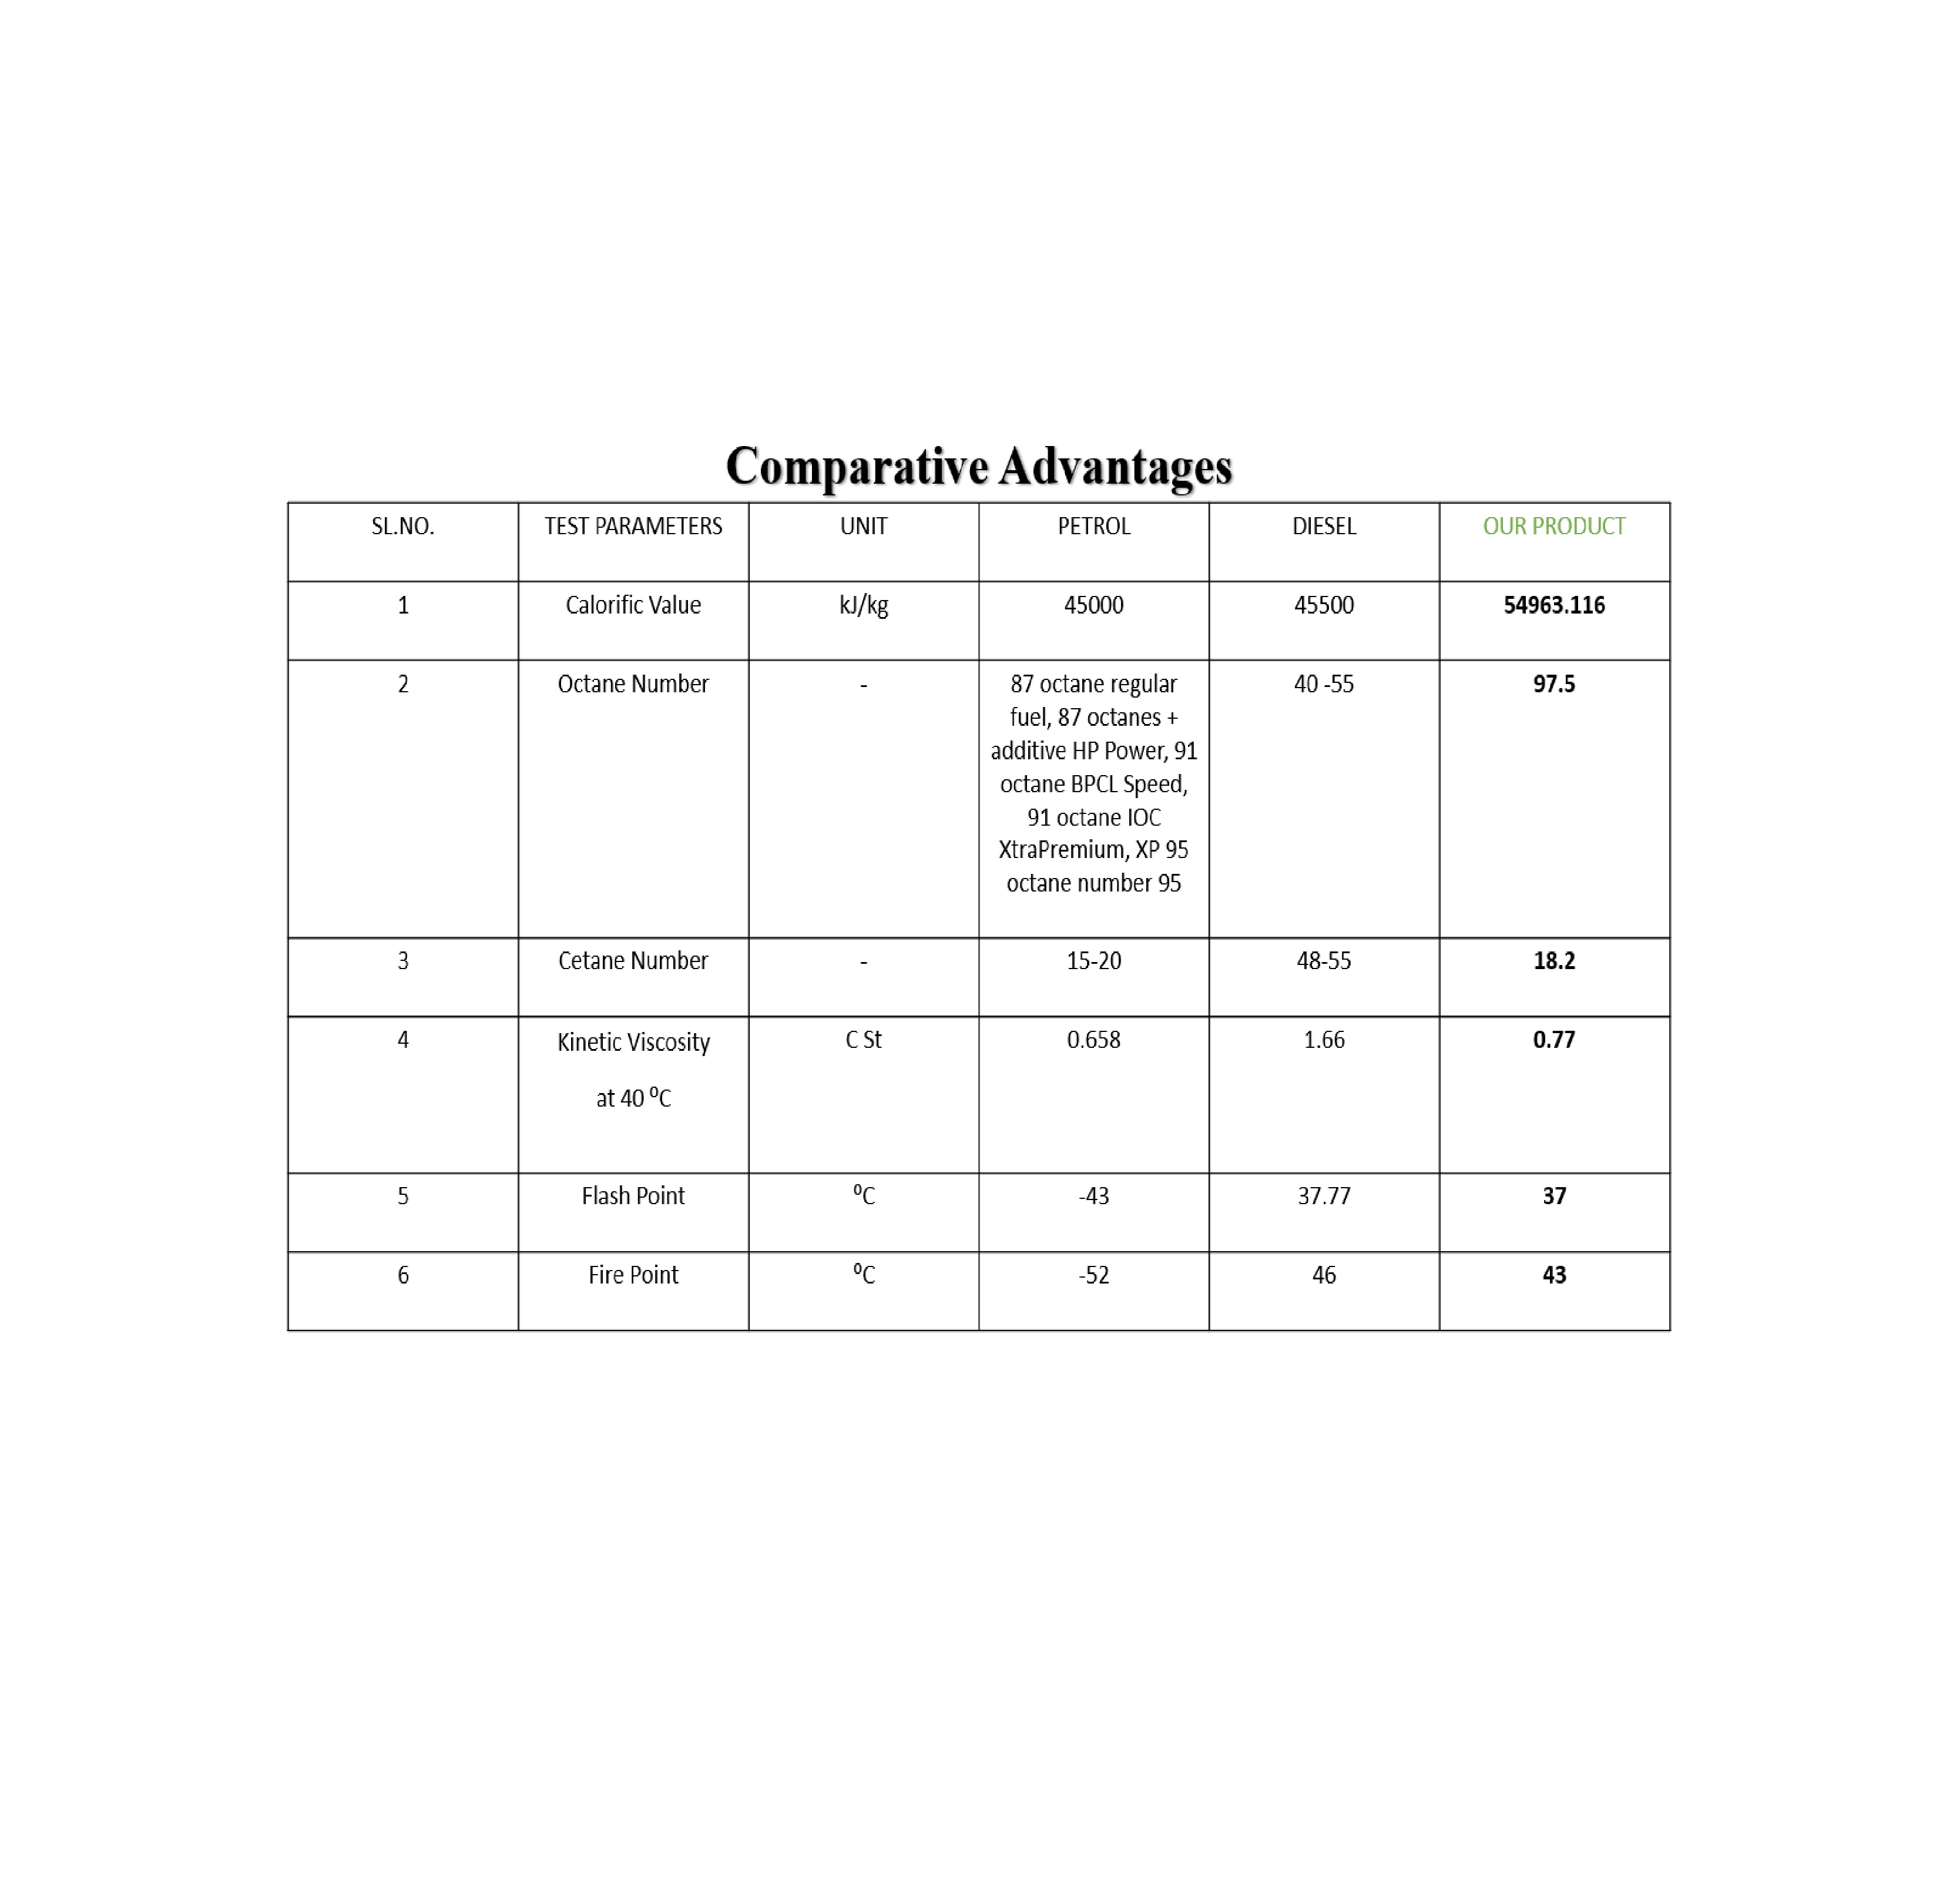 Comparative Advantages
SL.NO. TEST PARAMETERS UNIT PETROL DIESEL OUR PRODUCT
1 Calorific Value kJ/kg 45000 45500 54963.116
2 Octane Number - 87 octane regular 40 -55 97.5
fuel, 87 octanes +
additive HP Power, 91
octane BPCL Speed,
91 octane IOC
XtraPremium, XP 95
octane number 95
3 Cetane Number - 15-20 48-55 18.2
4 Kinetic Viscosity C St 0.658 1.66 0.77
at 40 ⁰C
5 Flash Point ⁰C -43 37.77 37
6 Fire Point ⁰C -52 46 43